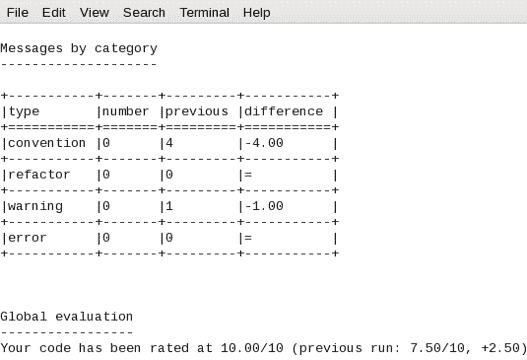 File Edit View Search Terminal Help
Messages by category
--------------------
+-----------+-------+---------+-----------+
|type       |number |previous |difference |
+===========+=======+=========+===========+
|convention |0      |4        |-4.00      |
+-----------+-------+---------+-----------+
|refactor   |0      |0        |=          |
+-----------+-------+---------+-----------+
|warning    |0      |1        |-1.00      |
+-----------+-------+---------+-----------+
|error      |0      |0        |=          |
+-----------+-------+---------+-----------+
Global evaluation
-----------------
Your code has been rated at 10.00/10 (previous run: 7.50/10, +2.50)